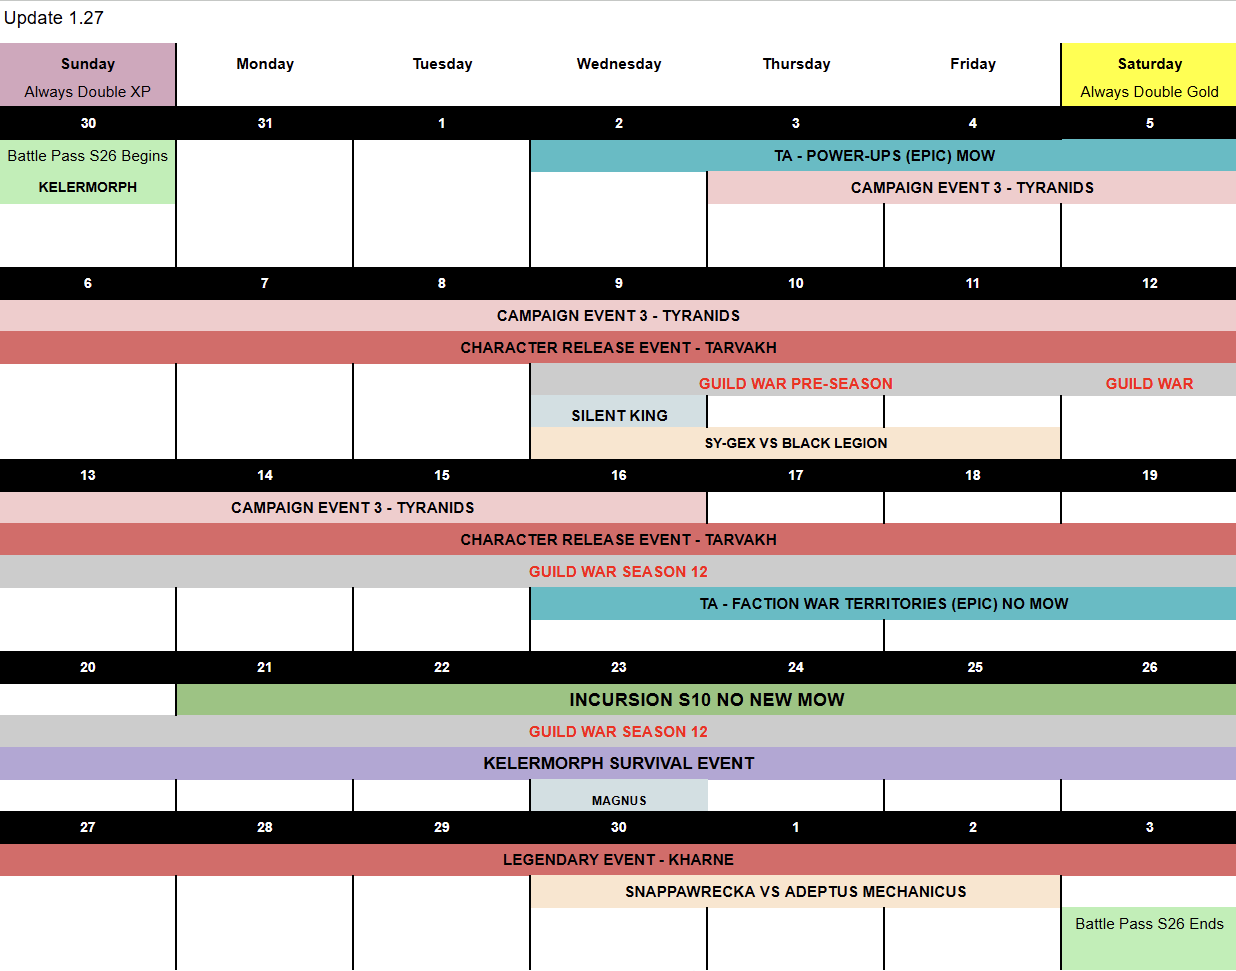 Update 1.27
Sunday Monday Tuesday Wednesday Thursday Friday Saturday
Always Double XP Always Double Gold
30 31 1 2 3 4 5
Battle Pass S26 Begins TA - POWER-UPS (EPIC) MOW
KELERMORPH CAMPAIGN EVENT 3 - TYRANIDS
6 7 8 9 10 11 12
CAMPAIGN EVENT 3 - TYRANIDS
CHARACTER RELEASE EVENT - TARVAKH
GUILD WAR PRE-SEASON GUILD WAR
SILENT KING
SY-GEX VS BLACK LEGION
13 14 15 16 17 18 19
CAMPAIGN EVENT 3 - TYRANIDS
CHARACTER RELEASE EVENT - TARVAKH
GUILD WAR SEASON 12
TA - FACTION WAR TERRITORIES (EPIC) NO MOW
20 21 22 23 24 25 26
INCURSION S10 NO NEW MOW
GUILD WAR SEASON 12
KELERMORPH SURVIVAL EVENT
MAGNUS
27 28 29 30 1 2 3
LEGENDARY EVENT - KHARNE
SNAPPAWRECKA VS ADEPTUS MECHANICUS
Battle Pass S26 Ends